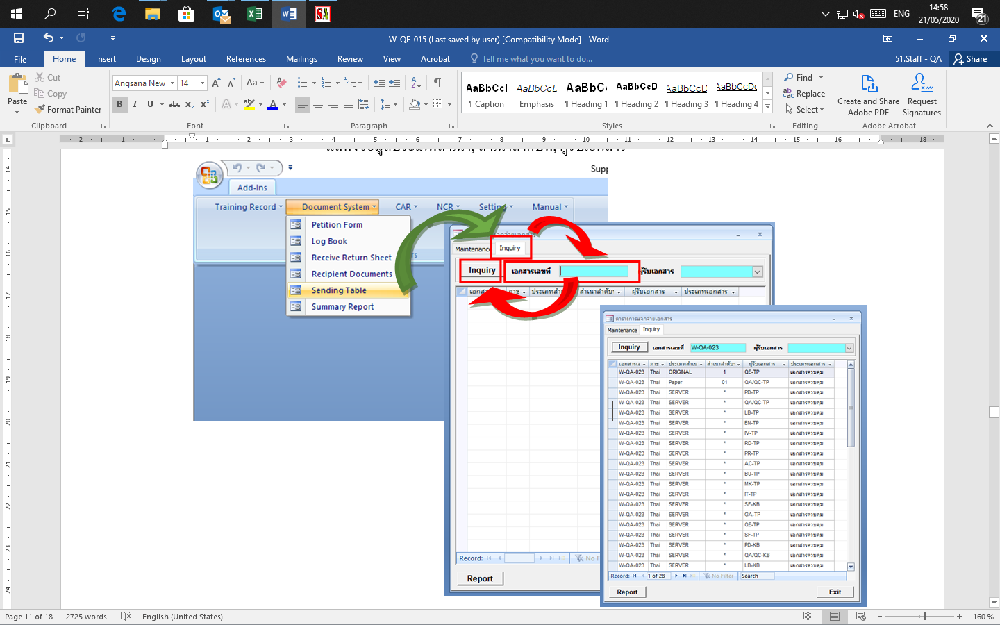 ENG
14:58
21/05/2020
21
W-QE-015 (Last saved by user) [Compatibility Mode] - Word
File
Home
Insert
Design
Layout
References
Mailings
Review
View
Acrobat
Tell me what you want to do...
51.Staff - QA
Share
Paste
Cut
Copy
Format Painter
Clipboard
Angsana New
14
Font
Paragraph
AaBbCcI
AaBbCcD
AaBbCc
AaBbCcD
AaBbCcD
AaBbCcDc
¶ Caption
Emphasis
¶ Heading 1
¶ Heading 2
¶ Heading 3
¶ Heading 4
Styles
Find
Replace
Select
Editing
Create and Share
Adobe PDF
Request
Signatures
Adobe Acrobat
Supp
Add-Ins
Training Record
Document System
CAR
NCR
Setting
Manual
Petition Form
Log Book
Receive Return Sheet
Recipient Documents
Sending Table
Summary Report
Maintenance
Inquiry
Inquiry
เอกสารเลขที่
ผู้รับเอกสาร
ผู้รับเอกสาร
ประเภทเอกสาร
Record:
No Fi
Report
ตารางการแจกจ่ายเอกสาร
Maintenance
Inquiry
Inquiry
เอกสารเลขที่
W-QA-023
ผู้รับเอกสาร
เอกสารเล
ภาษ
ประเภทสำเน
สำเนาลำดับ
ผู้รับเอกสาร
ประเภทเอกสาร
W-QA-023 Thai ORIGINAL 1 QE-TP เอกสารควบคุม
W-QA-023 Thai Paper 01 QA/QC-TP เอกสารควบคุม
W-QA-023 Thai SERVER * PD-TP เอกสารควบคุม
W-QA-023 Thai SERVER * QA/QC-TP เอกสารควบคุม
W-QA-023 Thai SERVER * LB-TP เอกสารควบคุม
W-QA-023 Thai SERVER * EN-TP เอกสารควบคุม
W-QA-023 Thai SERVER * IV-TP เอกสารควบคุม
W-QA-023 Thai SERVER * RD-TP เอกสารควบคุม
W-QA-023 Thai SERVER * PR-TP เอกสารควบคุม
W-QA-023 Thai SERVER * AC-TP เอกสารควบคุม
W-QA-023 Thai SERVER * BU-TP เอกสารควบคุม
W-QA-023 Thai SERVER * MK-TP เอกสารควบคุม
W-QA-023 Thai SERVER * IT-TP เอกสารควบคุม
W-QA-023 Thai SERVER * SF-KB เอกสารควบคุม
W-QA-023 Thai SERVER * GA-TP เอกสารควบคุม
W-QA-023 Thai SERVER * QE-TP เอกสารควบคุม
W-QA-023 Thai SERVER * SF-TP เอกสารควบคุม
W-QA-023 Thai SERVER * PD-KB เอกสารควบคุม
W-QA-023 Thai SERVER * QA/QC-KB เอกสารควบคุม
W-QA-023 Thai SERVER * LB-KB เอกสารควบคุม
Record: 1 of 28 No Filter Search
Report
Exit
Page 11 of 18
2725 words
English (United States)
160 %